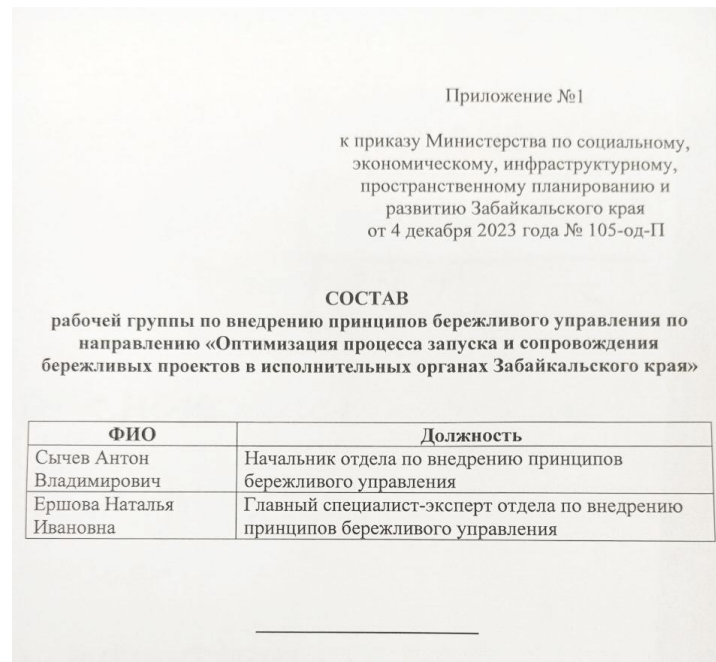 Приложение №1
к приказу Министерства по социальному,
экономическому, инфраструктурному,
пространственному планированию и
развитию Забайкальского края
от 4 декабря 2023 года № 105-од-П
СОСТАВ
рабочей группы по внедрению принципов бережливого управления по
направлению «Оптимизация процесса запуска и сопровождения
бережливых проектов в исполнительных органах Забайкальского края»
ФИО
Должность
Сычев Антон
Владимирович
Начальник отдела по внедрению принципов
бережливого управления
Ершова Наталья
Ивановна
Главный специалист-эксперт отдела по внедрению
принципов бережливого управления